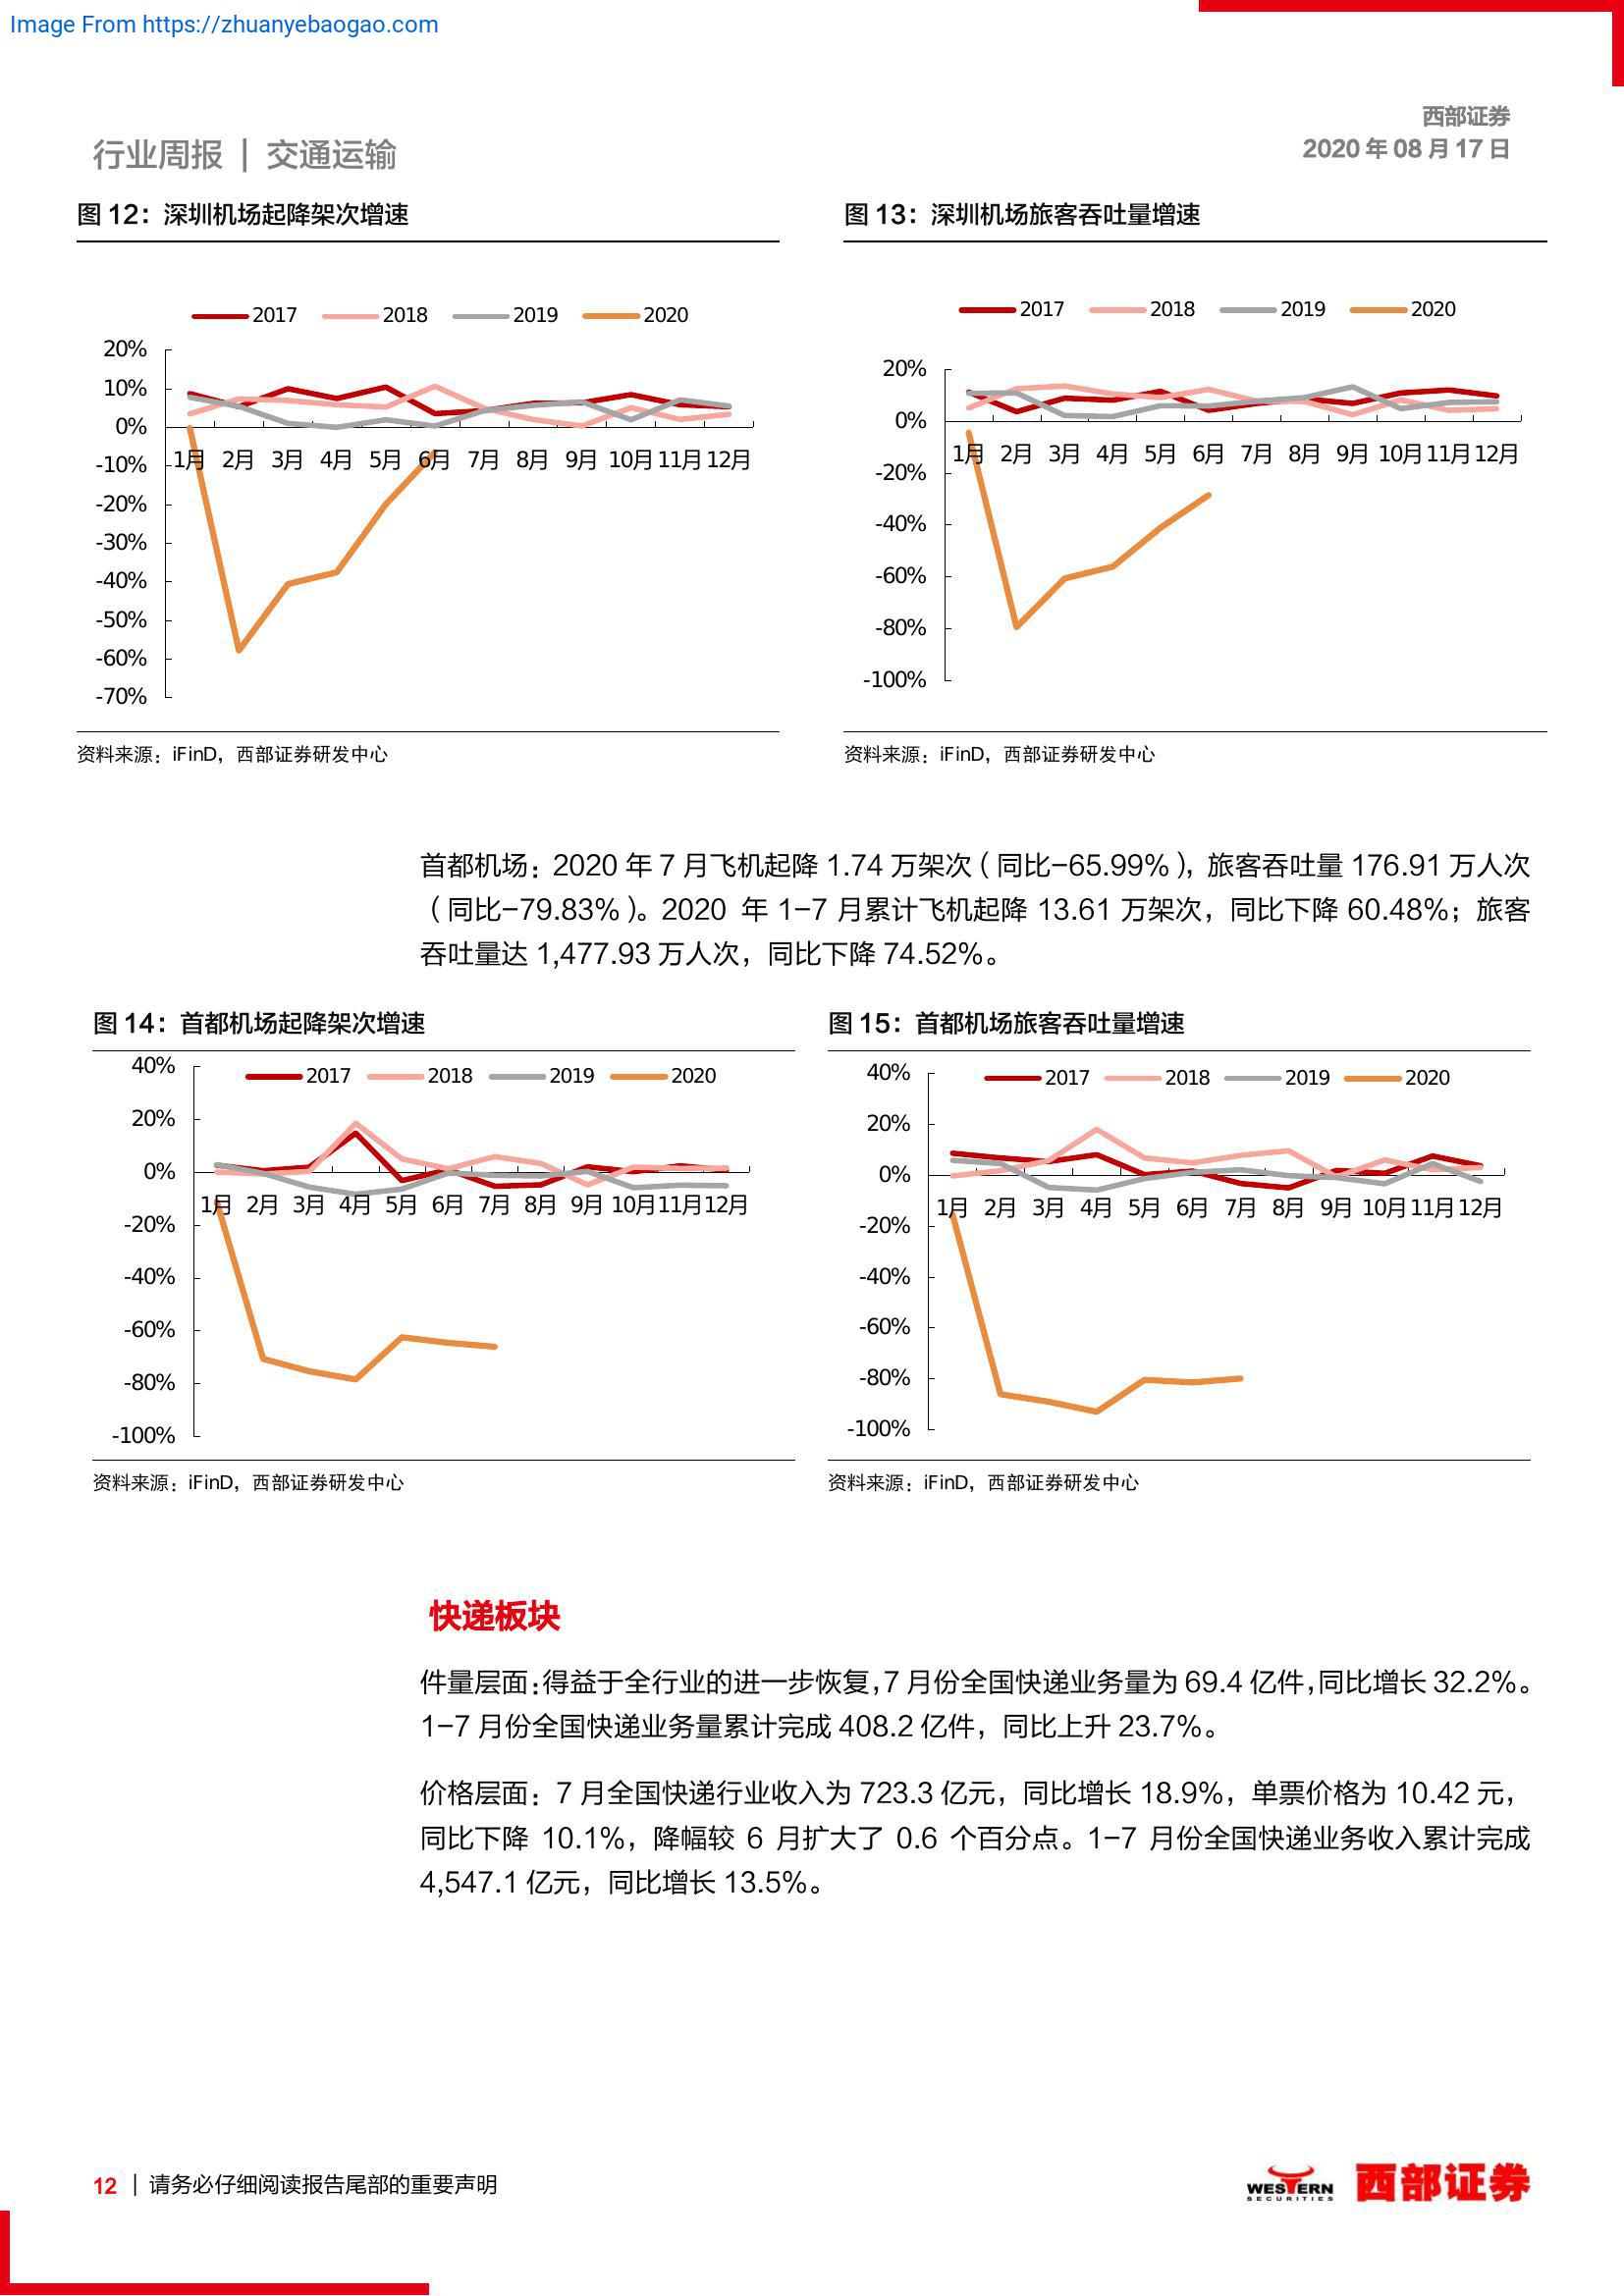 Image From https://zhuanyebaogao.com
西部证券
行业周报 | 交通运输
2020 年 08 月 17 日
图 12：深圳机场起降架次增速
图 13：深圳机场旅客吞吐量增速
2017 2018 2019 2020
20%
10%
0%
-10%
-20%
-30%
-40%
-50%
-60%
-70%
1月 2月 3月 4月 5月 6月 7月 8月 9月 10月 11月 12月
2017 2018 2019 2020
20%
0%
-20%
-40%
-60%
-80%
-100%
1月 2月 3月 4月 5月 6月 7月 8月 9月 10月 11月 12月
资料来源：iFinD，西部证券研发中心
资料来源：iFinD，西部证券研发中心
首都机场：2020 年 7 月飞机起降 1.74 万架次（同比-65.99%），旅客吞吐量 176.91 万人次
（同比-79.83%）。2020 年 1-7 月累计飞机起降 13.61 万架次，同比下降 60.48%；旅客
吞吐量达 1,477.93 万人次，同比下降 74.52%。
图 14：首都机场起降架次增速
图 15：首都机场旅客吞吐量增速
2017 2018 2019 2020
40%
20%
0%
-20%
-40%
-60%
-80%
-100%
1月 2月 3月 4月 5月 6月 7月 8月 9月 10月 11月 12月
2017 2018 2019 2020
40%
20%
0%
-20%
-40%
-60%
-80%
-100%
1月 2月 3月 4月 5月 6月 7月 8月 9月 10月 11月 12月
资料来源：iFinD，西部证券研发中心
资料来源：iFinD，西部证券研发中心
快递板块
件量层面：得益于全行业的进一步恢复，7 月份全国快递业务量为 69.4 亿件，同比增长 32.2%。
1-7 月份全国快递业务量累计完成 408.2 亿件，同比上升 23.7%。
价格层面：7 月全国快递行业收入为 723.3 亿元，同比增长 18.9%，单票价格为 10.42 元，
同比下降 10.1%，降幅较 6 月扩大了 0.6 个百分点。1-7 月份全国快递业务收入累计完成
4,547.1 亿元，同比增长 13.5%。
12 | 请务必仔细阅读报告尾部的重要声明
WESTERN
SECURITIES
西部证券